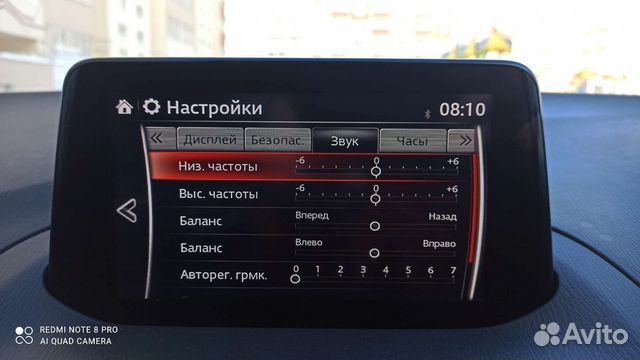 Настройки 08:10
« Дисплей Безопас. Звук Часы »
Низ. частоты -6 0 +6
Выс. частоты -6 0 +6
Баланс Вперед Назад
Баланс Влево Вправо
Авторег. грмк. 0 1 2 3 4 5 6 7
REDMI NOTE 8 PRO
AI QUAD CAMERA
Avito